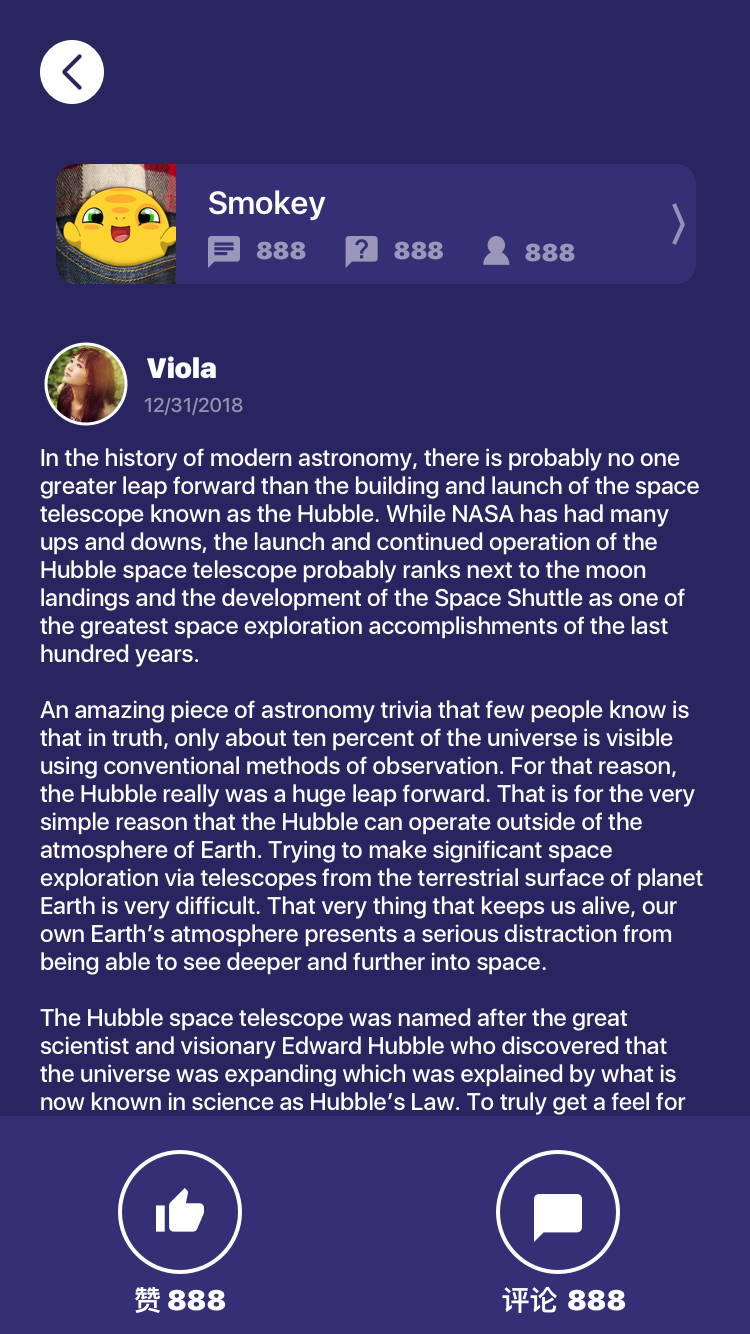 Smokey
888 888 888
Viola
12/31/2018
In the history of modern astronomy, there is probably no one
greater leap forward than the building and launch of the space
telescope known as the Hubble. While NASA has had many
ups and downs, the launch and continued operation of the
Hubble space telescope probably ranks next to the moon
landings and the development of the Space Shuttle as one of
the greatest space exploration accomplishments of the last
hundred years.
An amazing piece of astronomy trivia that few people know is
that in truth, only about ten percent of the universe is visible
using conventional methods of observation. For that reason,
the Hubble really was a huge leap forward. That is for the very
simple reason that the Hubble can operate outside of the
atmosphere of Earth. Trying to make significant space
exploration via telescopes from the terrestrial surface of planet
Earth is very difficult. That very thing that keeps us alive, our
own Earth’s atmosphere presents a serious distraction from
being able to see deeper and further into space.
The Hubble space telescope was named after the great
scientist and visionary Edward Hubble who discovered that
the universe was expanding which was explained by what is
now known in science as Hubble’s Law. To truly get a feel for
赞 888 评论 888